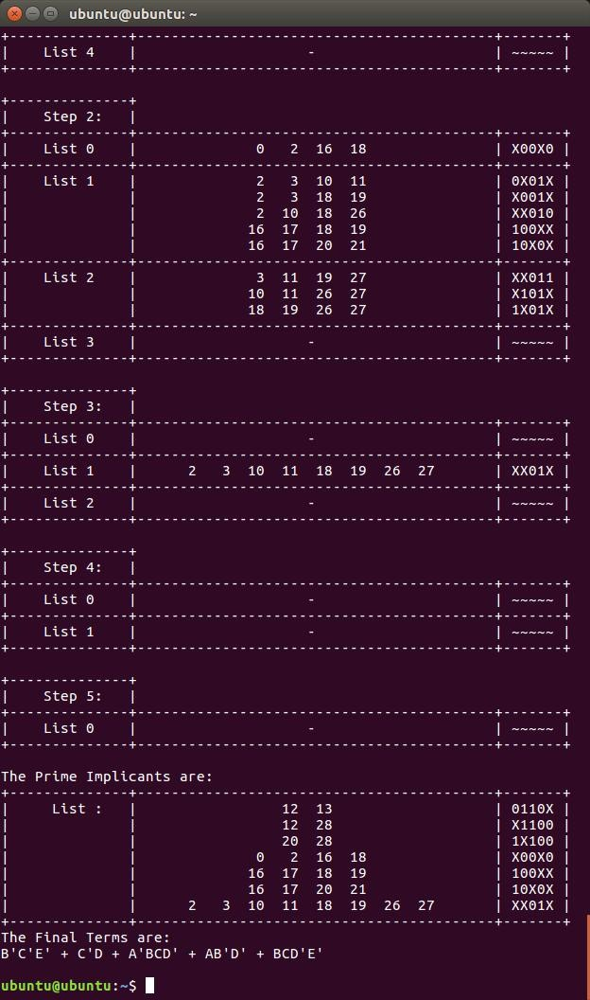 ubuntu@ubuntu: ~
+--------------+------------------------------------------+-------+
|    List 4    |                    -                     | ~~~~~ |
+--------------+------------------------------------------+-------+
+--------------+
|    Step 2:   |
+--------------+------------------------------------------+-------+
|    List 0    |              0   2  16  18               | X00X0 |
+--------------+------------------------------------------+-------+
|    List 1    |              2   3  10  11               | 0X01X |
|              |              2   3  18  19               | X001X |
|              |              2  10  18  26               | XX010 |
|              |             16  17  18  19               | 100XX |
|              |             16  17  20  21               | 10X0X |
+--------------+------------------------------------------+-------+
|    List 2    |              3  11  19  27               | XX011 |
|              |             10  11  26  27               | X101X |
|              |             18  19  26  27               | 1X01X |
+--------------+------------------------------------------+-------+
|    List 3    |                    -                     | ~~~~~ |
+--------------+------------------------------------------+-------+
+--------------+
|    Step 3:   |
+--------------+------------------------------------------+-------+
|    List 0    |                    -                     | ~~~~~ |
+--------------+------------------------------------------+-------+
|    List 1    |      2   3  10  11  18  19  26  27       | XX01X |
+--------------+------------------------------------------+-------+
|    List 2    |                    -                     | ~~~~~ |
+--------------+------------------------------------------+-------+
+--------------+
|    Step 4:   |
+--------------+------------------------------------------+-------+
|    List 0    |                    -                     | ~~~~~ |
+--------------+------------------------------------------+-------+
|    List 1    |                    -                     | ~~~~~ |
+--------------+------------------------------------------+-------+
+--------------+
|    Step 5:   |
+--------------+------------------------------------------+-------+
|    List 0    |                    -                     | ~~~~~ |
+--------------+------------------------------------------+-------+
The Prime Implicants are:
+--------------+------------------------------------------+-------+
|     List :   |                 12  13                   | 0110X |
|              |                 12  28                   | X1100 |
|              |                 20  28                   | 1X100 |
|              |              0   2  16  18               | X00X0 |
|              |             16  17  18  19               | 100XX |
|              |             16  17  20  21               | 10X0X |
|              |      2   3  10  11  18  19  26  27       | XX01X |
+--------------+------------------------------------------+-------+
The Final Terms are:
B'C'E' + C'D + A'BCD' + AB'D' + BCD'E'
ubuntu@ubuntu:~$